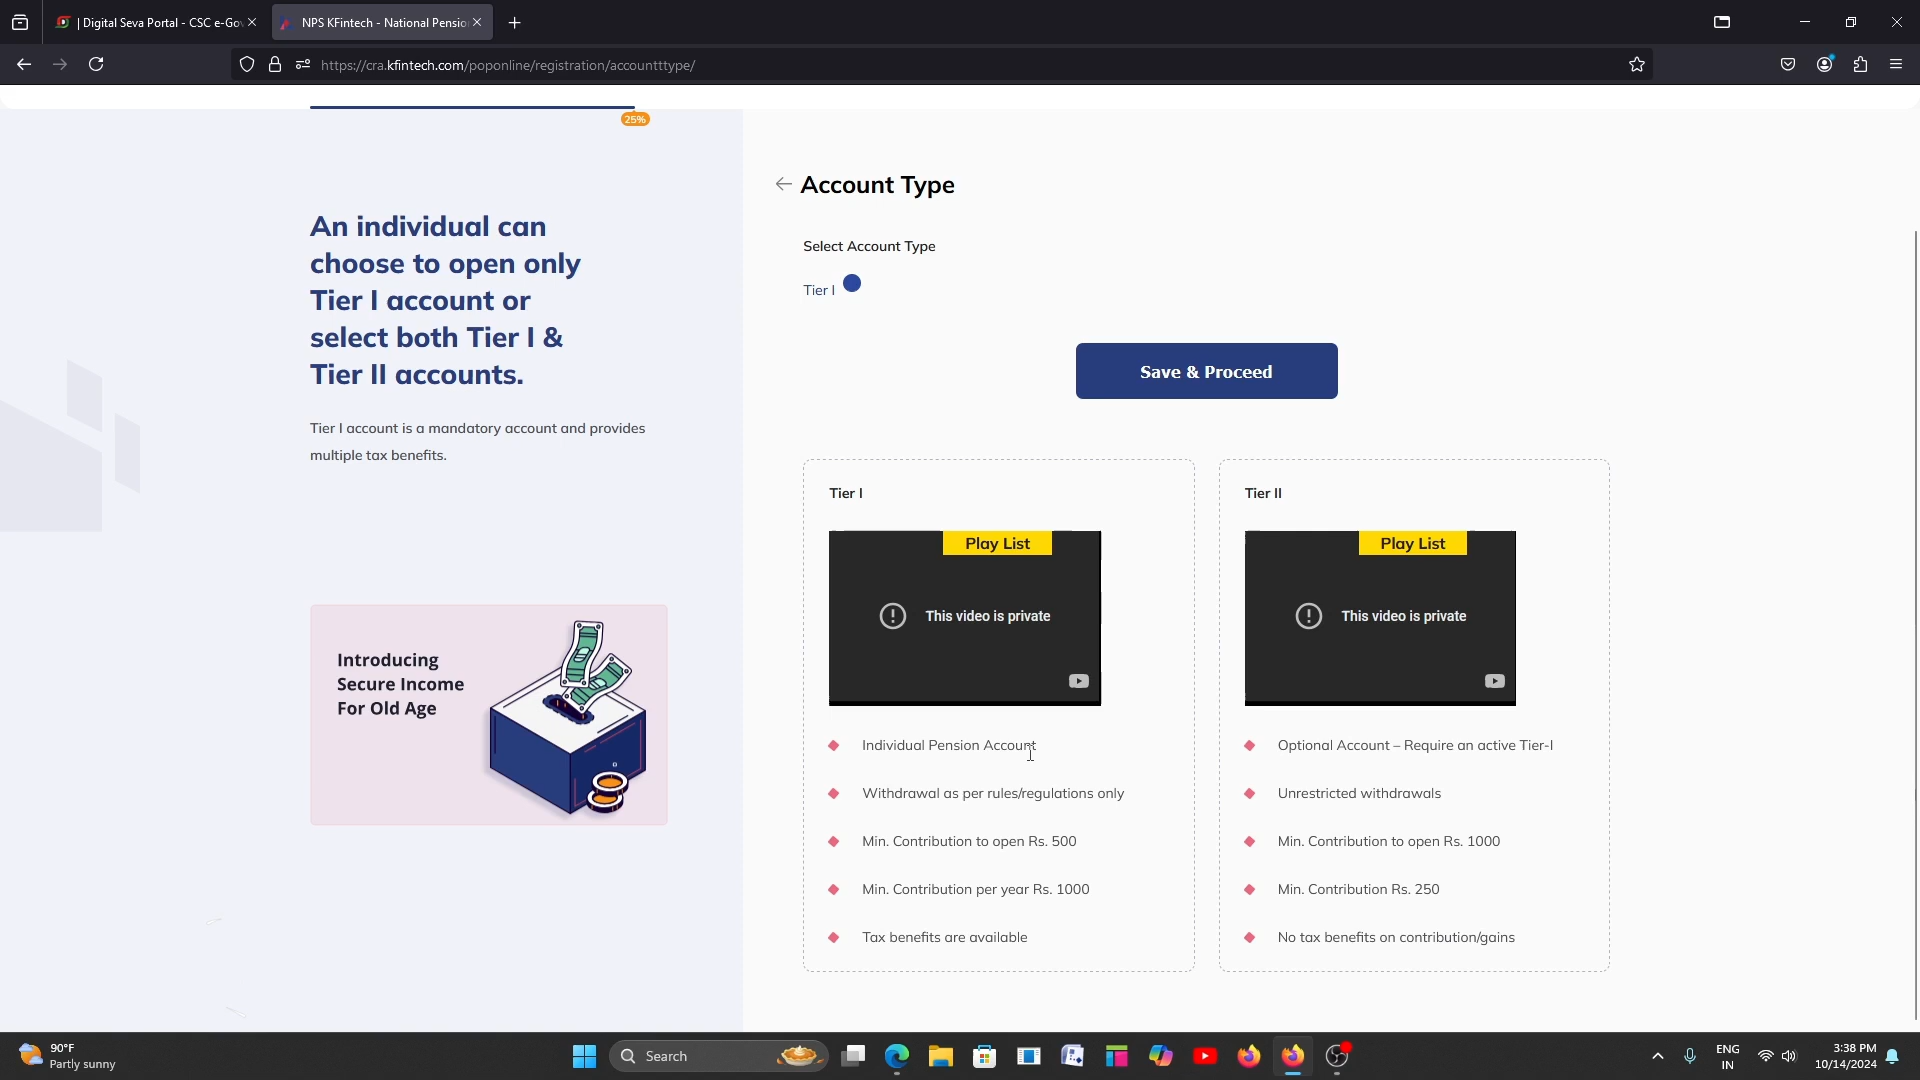 | Digital Seva Portal - CSC e-Go
NPS KFintech - National Pensio
https://cra.kfintech.com/poponline/registration/accountttype/
25%
An individual can
choose to open only
Tier I account or
select both Tier I &
Tier II accounts.
Tier I account is a mandatory account and provides
multiple tax benefits.
Introducing
Secure Income
For Old Age
Account Type
Select Account Type
Tier I
Save & Proceed
Tier I
Play List
This video is private
Individual Pension Account
Withdrawal as per rules/regulations only
Min. Contribution to open Rs. 500
Min. Contribution per year Rs. 1000
Tax benefits are available
Tier II
Play List
This video is private
Optional Account – Require an active Tier-I
Unrestricted withdrawals
Min. Contribution to open Rs. 1000
Min. Contribution Rs. 250
No tax benefits on contribution/gains
90°F
Partly sunny
Search
ENG
IN
3:38 PM
10/14/2024